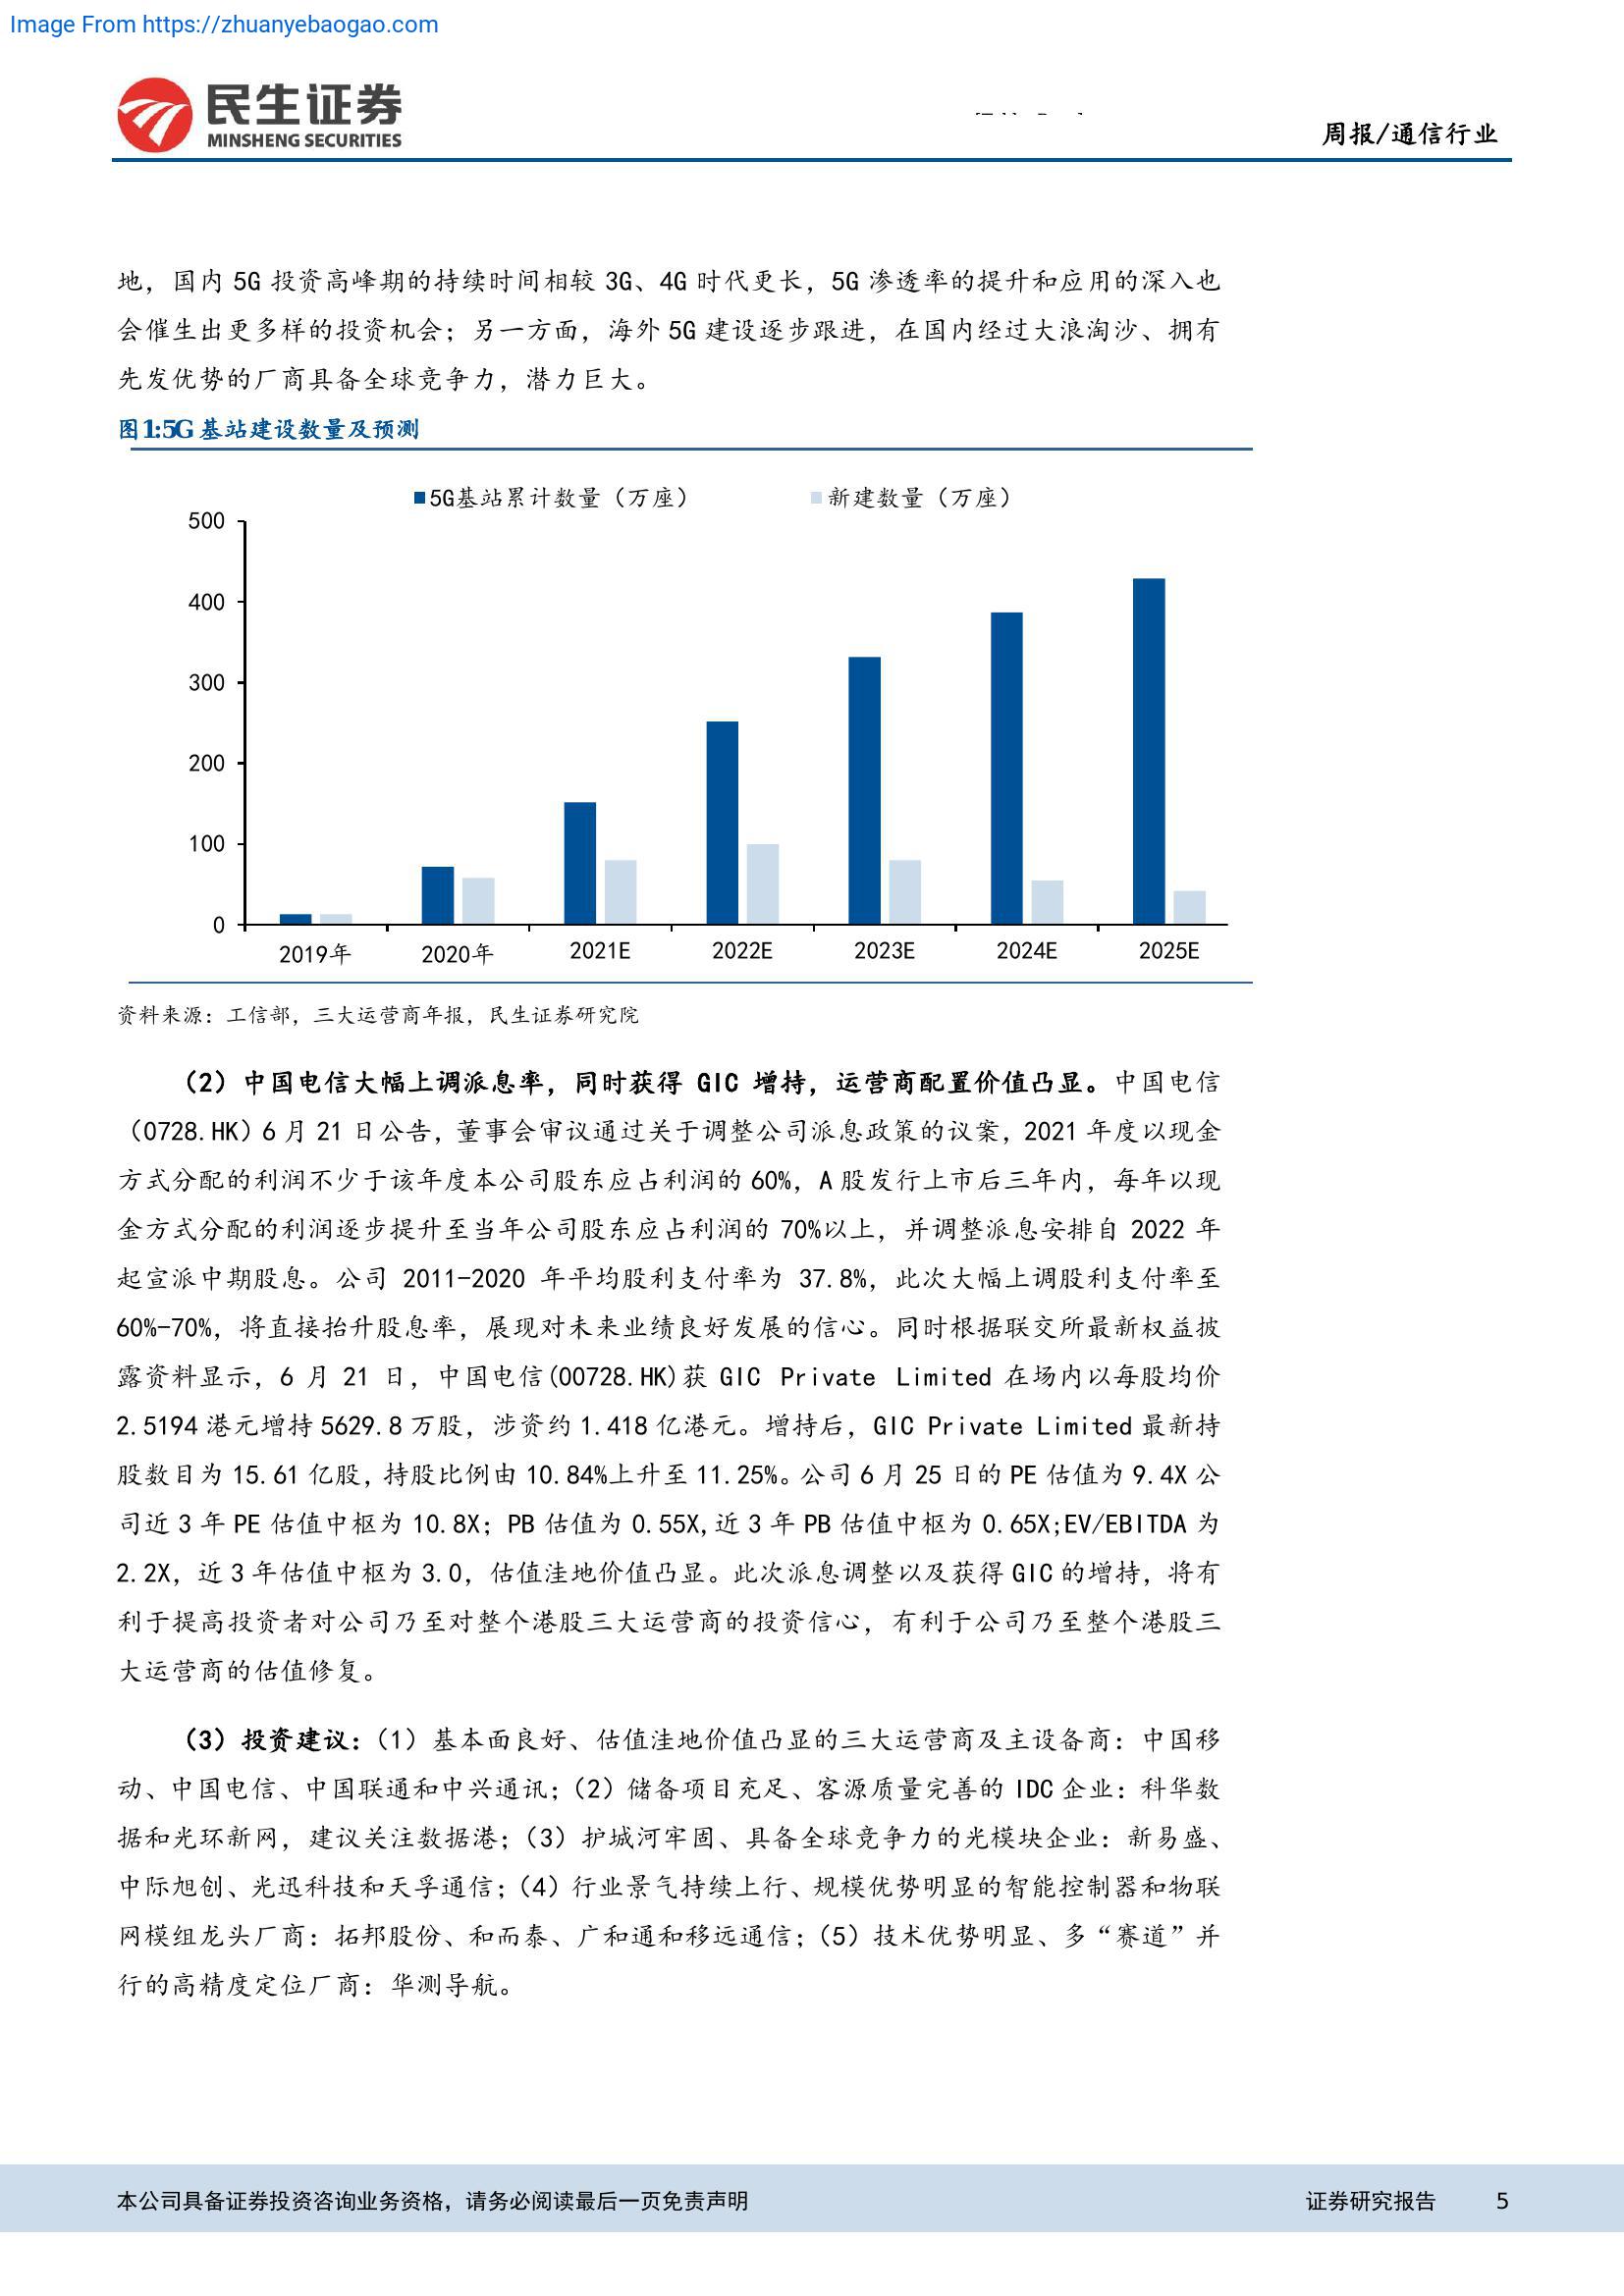 Image From https://zhuanyebaogao.com
民生证券
MINSHENG SECURITIES
周报/通信行业
地，国内 5G 投资高峰期的持续时间相较 3G、4G 时代更长，5G 渗透率的提升和应用的深入也
会催生出更多样的投资机会；另一方面，海外 5G 建设逐步跟进，在国内经过大浪淘沙、拥有
先发优势的厂商具备全球竞争力，潜力巨大。
图1:5G 基站建设数量及预测
5G基站累计数量（万座） 新建数量（万座）
500
400
300
200
100
0
2019年 2020年 2021E 2022E 2023E 2024E 2025E
资料来源：工信部，三大运营商年报，民生证券研究院
（2）中国电信大幅上调派息率，同时获得 GIC 增持，运营商配置价值凸显。中国电信
（0728.HK）6 月 21 日公告，董事会审议通过关于调整公司派息政策的议案，2021 年度以现金
方式分配的利润不少于该年度本公司股东应占利润的 60%，A 股发行上市后三年内，每年以现
金方式分配的利润逐步提升至当年公司股东应占利润的 70%以上，并调整派息安排自 2022 年
起宣派中期股息。公司 2011-2020 年平均股利支付率为 37.8%，此次大幅上调股利支付率至
60%-70%，将直接抬升股息率，展现对未来业绩良好发展的信心。同时根据联交所最新权益披
露资料显示，6 月 21 日，中国电信(00728.HK)获 GIC Private Limited 在场内以每股均价
2.5194 港元增持 5629.8 万股，涉资约 1.418 亿港元。增持后，GIC Private Limited 最新持
股数目为 15.61 亿股，持股比例由 10.84%上升至 11.25%。公司 6 月 25 日的 PE 估值为 9.4X 公
司近 3 年 PE 估值中枢为 10.8X；PB 估值为 0.55X,近 3 年 PB 估值中枢为 0.65X;EV/EBITDA 为
2.2X，近 3 年估值中枢为 3.0，估值洼地价值凸显。此次派息调整以及获得 GIC 的增持，将有
利于提高投资者对公司乃至对整个港股三大运营商的投资信心，有利于公司乃至整个港股三
大运营商的估值修复。
（3）投资建议：（1）基本面良好、估值洼地价值凸显的三大运营商及主设备商：中国移
动、中国电信、中国联通和中兴通讯；（2）储备项目充足、客源质量完善的 IDC 企业：科华数
据和光环新网，建议关注数据港；（3）护城河牢固、具备全球竞争力的光模块企业：新易盛、
中际旭创、光迅科技和天孚通信；（4）行业景气持续上行、规模优势明显的智能控制器和物联
网模组龙头厂商：拓邦股份、和而泰、广和通和移远通信；（5）技术优势明显、多“赛道”并
行的高精度定位厂商：华测导航。
本公司具备证券投资咨询业务资格，请务必阅读最后一页免责声明 证券研究报告 5